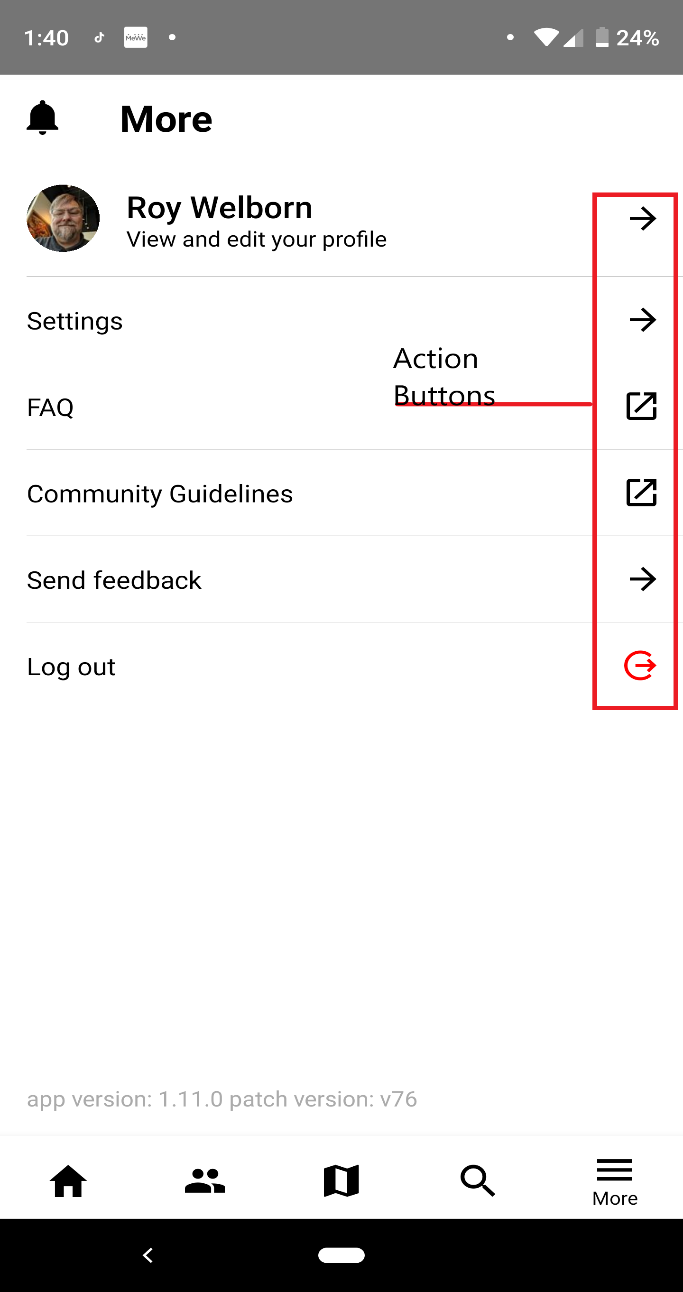 1:40
MeWe
24%
More
Roy Welborn
View and edit your profile
Settings
Action
Buttons
FAQ
Community Guidelines
Send feedback
Log out
app version: 1.11.0 patch version: v76
More